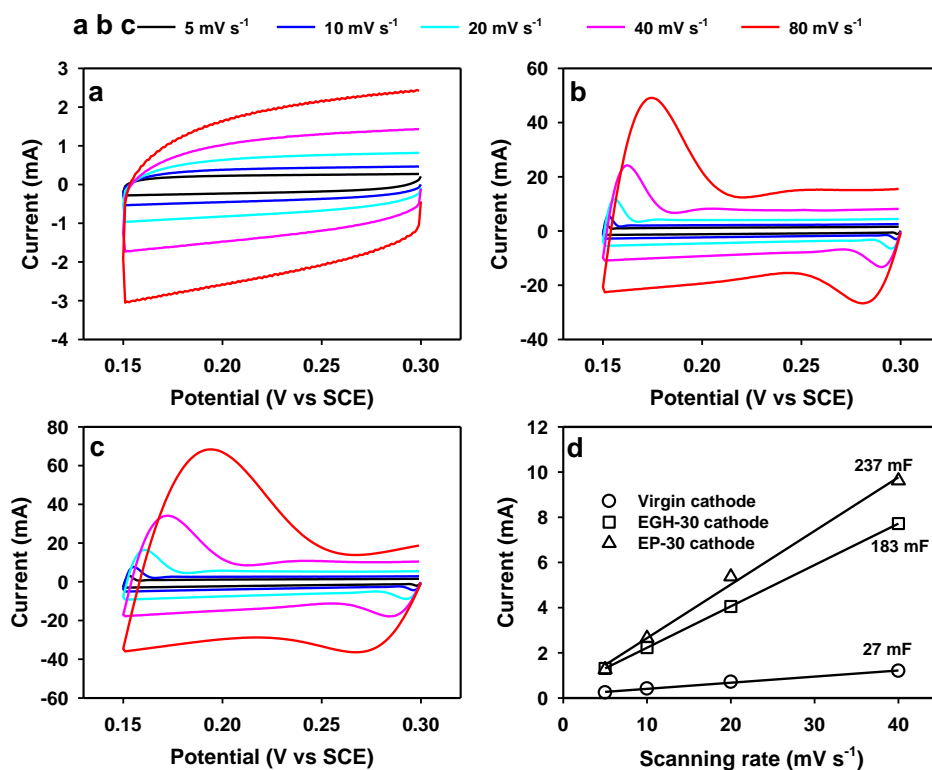 a b c 5 mV s⁻¹ 10 mV s⁻¹ 20 mV s⁻¹ 40 mV s⁻¹ 80 mV s⁻¹
a
3
2
1
0
-1
-2
-3
-4
Current (mA)
0.15 0.20 0.25 0.30
Potential (V vs SCE)
b
60
40
20
0
-20
-40
Current (mA)
0.15 0.20 0.25 0.30
Potential (V vs SCE)
c
80
60
40
20
0
-20
-40
-60
Current (mA)
0.15 0.20 0.25 0.30
Potential (V vs SCE)
d
12
10
8
6
4
2
0
Current (mA)
237 mF
Virgin cathode
EGH-30 cathode
EP-30 cathode
183 mF
27 mF
0 10 20 30 40
Scanning rate (mV s⁻¹)